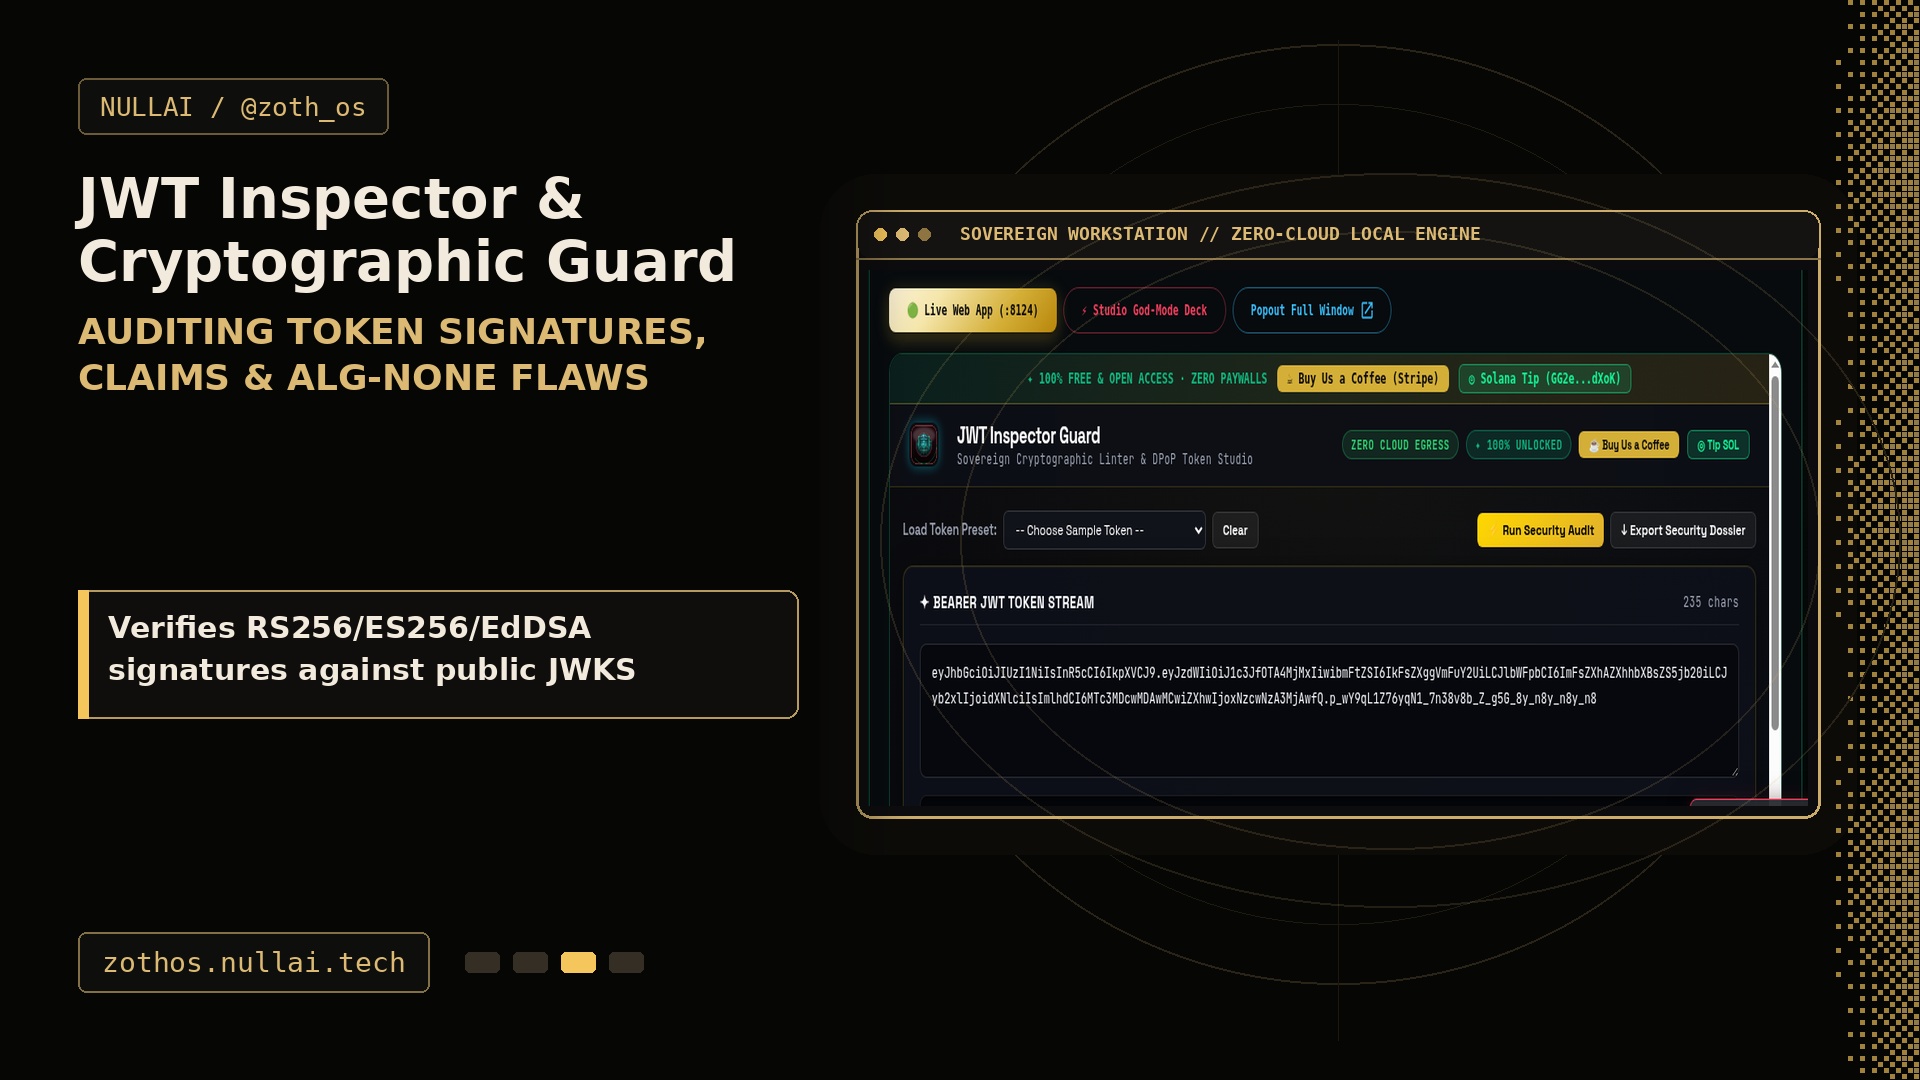 NULLAI / @zoth_os
JWT Inspector &
Cryptographic Guard
AUDITING TOKEN SIGNATURES,
CLAIMS & ALG-NONE FLAWS
Verifies RS256/ES256/EdDSA
signatures against public JWKS
zothos.nullai.tech
SOVEREIGN WORKSTATION // ZERO-CLOUD LOCAL ENGINE
Live Web App (:8124)
⚡ Studio God-Mode Deck
Popout Full Window
✦ 100% FREE & OPEN ACCESS · ZERO PAYWALLS
☕ Buy Us a Coffee (Stripe)
◎ Solana Tip (GG2e...dXoK)
JWT Inspector Guard
Sovereign Cryptographic Linter & DPoP Token Studio
ZERO CLOUD EGRESS
✦ 100% UNLOCKED
☕ Buy Us a Coffee
◎ Tip SOL
Load Token Preset:
-- Choose Sample Token --
Clear
Run Security Audit
↓ Export Security Dossier
✦ BEARER JWT TOKEN STREAM
235 chars
eyJhbGciOiJIUzI1NiIsInR5cCI6IkpXVCJ9.eyJzdWIiOiJ1c3JfOTA4MjMxIiwibmFtZSI6IkFsZXggVmFuY2UiLCJlbWFpbCI6ImFsZXhAZXhhbXBsZS5jb20iLCJ
yb2xlIjoidXNlciIsImlhdCI6MTc3MDcwMDAwMCwiZXhwIjoxNzcwNzA3MjAwfQ.p_wY9qL1Z76yqN1_7n38v8b_Z_g5G_8y_n8y_n8y_n8